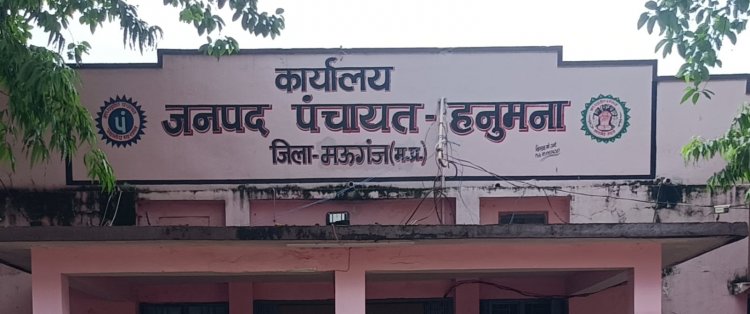 कार्यालय
जनपद पंचायत - हनुमना
जिला - मऊगंज (म.प्र.)